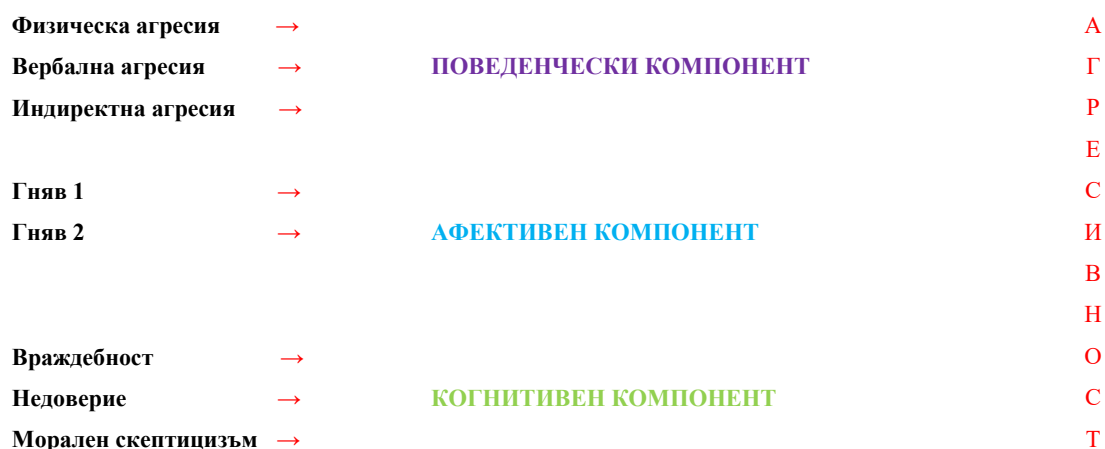 Физическа агресия → А
Вербална агресия → ПОВЕДЕНЧЕСКИ КОМПОНЕНТ Г
Индиректна агресия → Р
Е
Гняв 1 → С
Гняв 2 → АФЕКТИВЕН КОМПОНЕНТ И
В
Н
Враждебност → О
Недоверие → КОГНИТИВЕН КОМПОНЕНТ С
Морален скептицизъм → Т